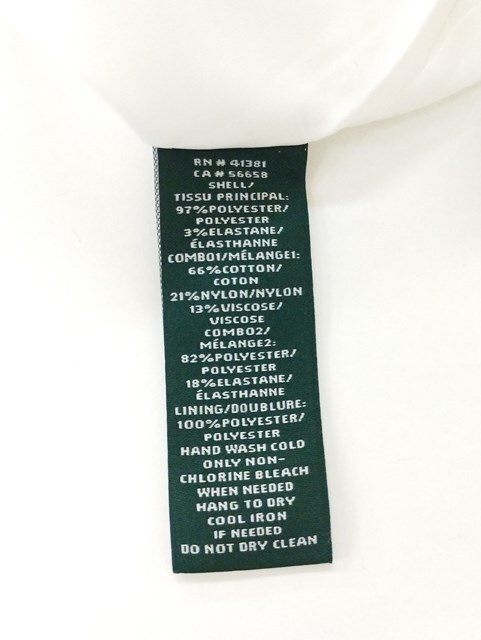 RN # 41381
CA # 56658
SHELL/
TISSU PRINCIPAL:
97%POLYESTER/
POLYESTER
3%ELASTANE/
ÉLASTHANNE
COMBO1/MÉLANGE1:
66%COTTON/
COTON
21%NYLON/NYLON
13%VISCOSE/
VISCOSE
COMBO2/
MÉLANGE2:
82%POLYESTER/
POLYESTER
18%ELASTANE/
ÉLASTHANNE
LINING/DOUBLURE:
100%POLYESTER/
POLYESTER
HAND WASH COLD
ONLY NON-
CHLORINE BLEACH
WHEN NEEDED
HANG TO DRY
COOL IRON
IF NEEDED
DO NOT DRY CLEAN